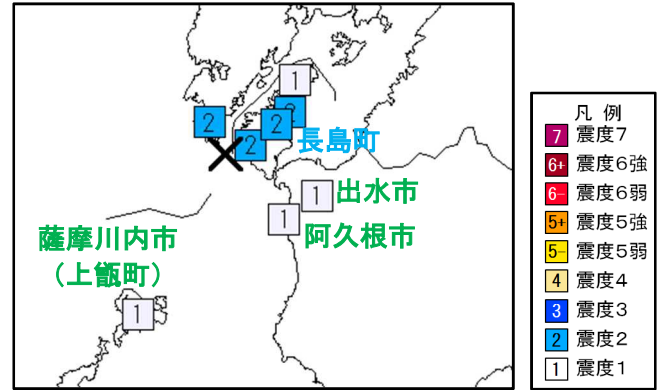 1
2
2
2
2
長島町
1
出水市
1
阿久根市
薩摩川内市
（上甑町）
1
凡 例
7 震度７
6+ 震度６強
6- 震度６弱
5+ 震度５強
5- 震度５弱
4 震度４
3 震度３
2 震度２
1 震度１